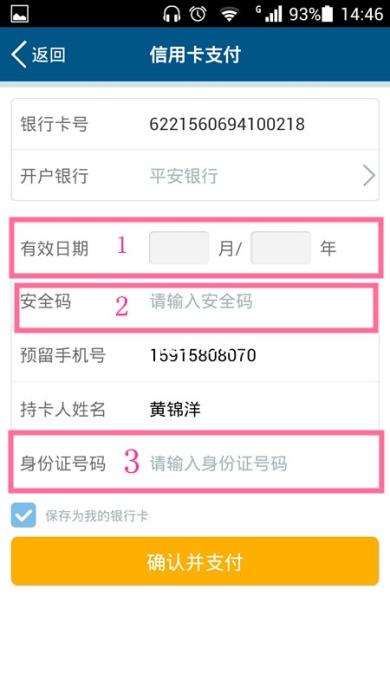 G 93% 14:46
返回 信用卡支付
银行卡号 6221560694100218
开户银行 平安银行
有效日期 1 月/ 年
安全码 2 请输入安全码
预留手机号 15915808070
持卡人姓名 黄锦洋
身份证号码 3 请输入身份证号码
保存为我的银行卡
确认并支付